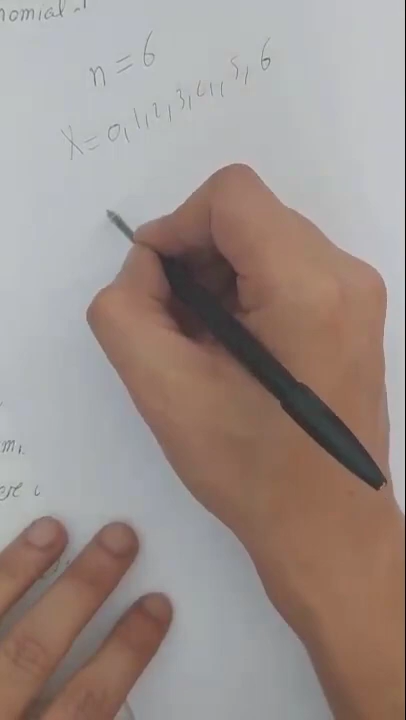 nomial
n = 6
X = 0, 1, 2, 3, 4, 5, 6
m,